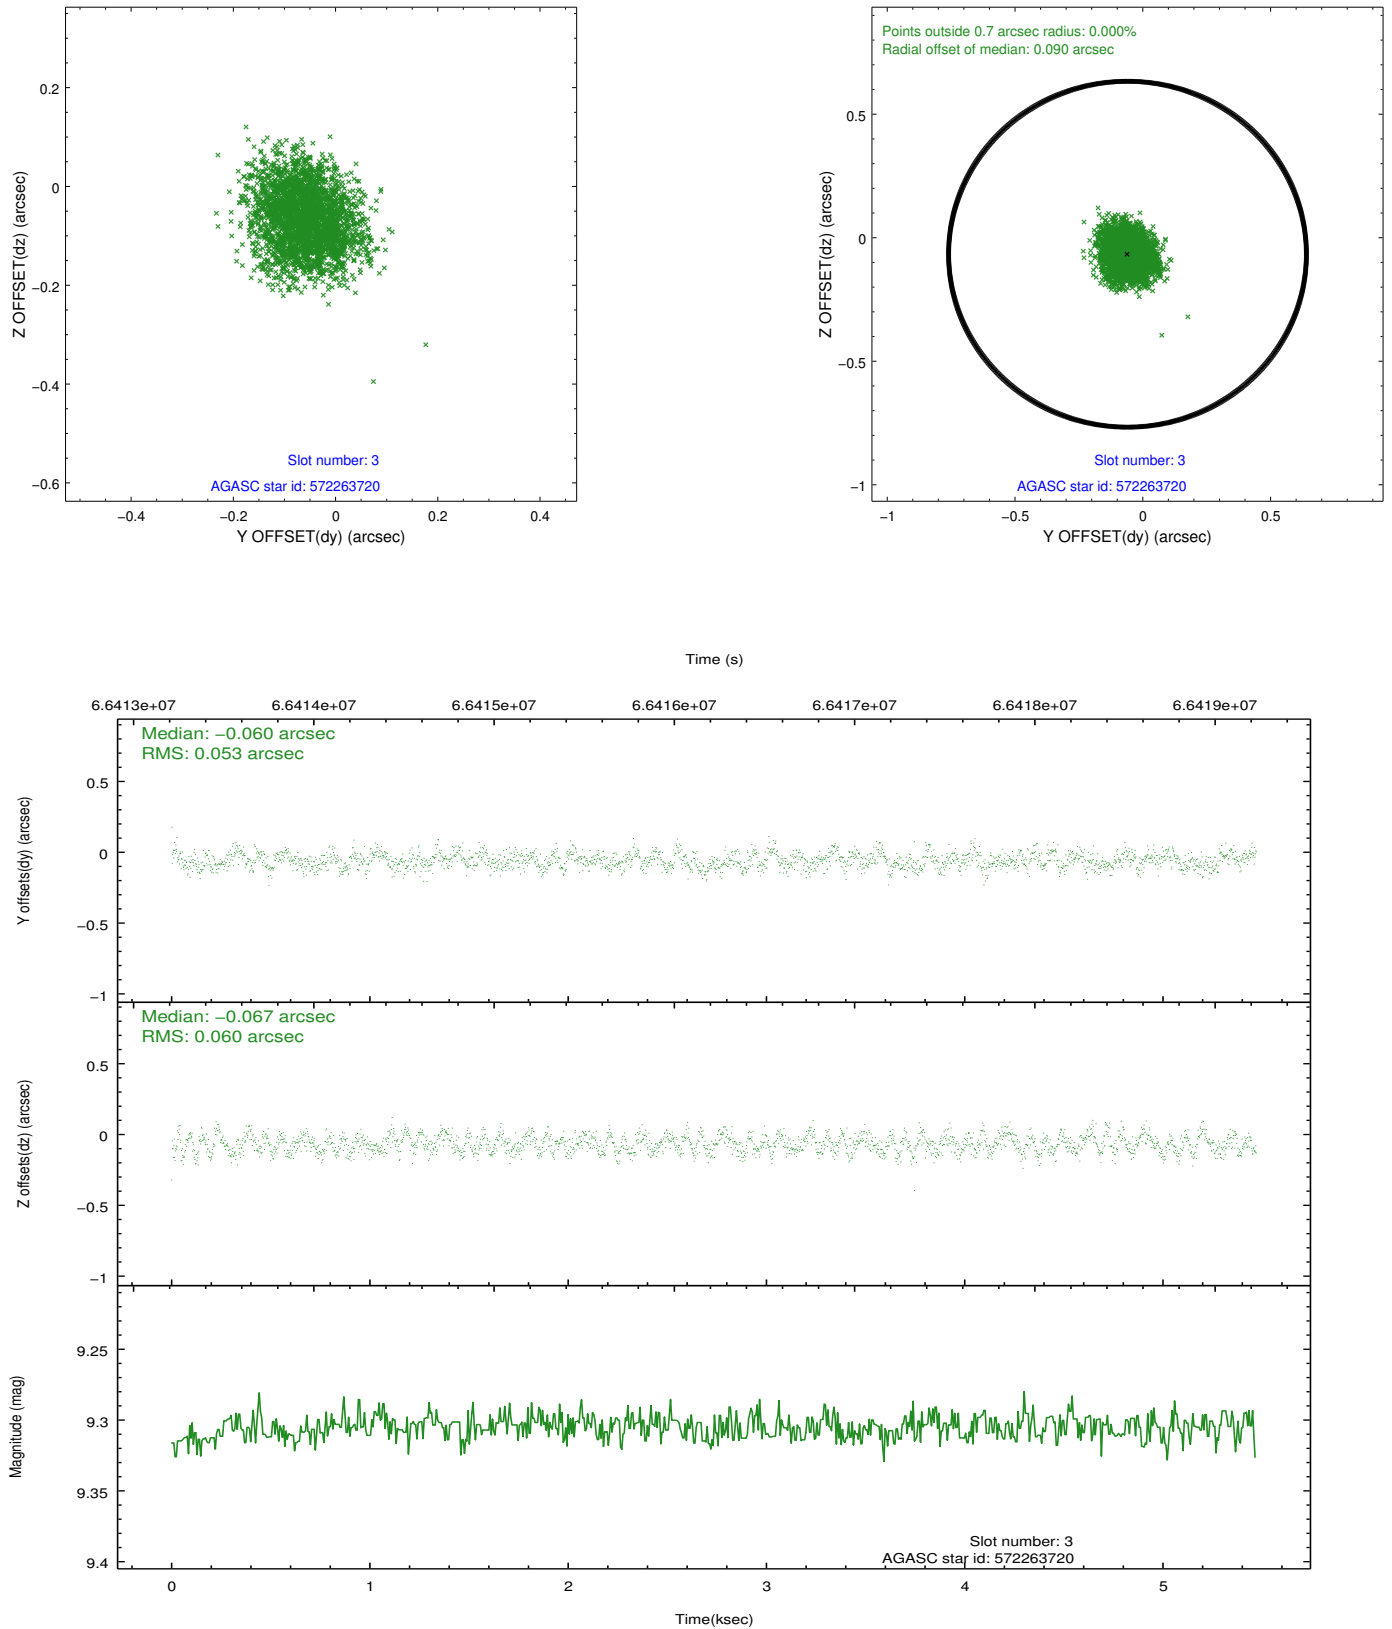 0.2
0
−0.2
−0.4
−0.6
Z OFFSET(dz) (arcsec)
Slot number: 3
AGASC star id: 572263720
−0.4
−0.2
0
0.2
0.4
Y OFFSET(dy) (arcsec)
Points outside 0.7 arcsec radius: 0.000%
Radial offset of median: 0.090 arcsec
0.5
0
−0.5
−1
Z OFFSET(dz) (arcsec)
Slot number: 3
AGASC star id: 572263720
−1
−0.5
0
0.5
Y OFFSET(dy) (arcsec)
Time (s)
6.6413e+07
6.6414e+07
6.6415e+07
6.6416e+07
6.6417e+07
6.6418e+07
6.6419e+07
Median: −0.060 arcsec
RMS: 0.053 arcsec
0.5
0
−0.5
−1
Y offsets(dy) (arcsec)
Median: −0.067 arcsec
RMS: 0.060 arcsec
0.5
0
−0.5
−1
Z offsets(dz) (arcsec)
9.25
9.3
9.35
9.4
Magnitude (mag)
Slot number: 3
AGASC star id: 572263720
0
1
2
3
4
5
Time(ksec)